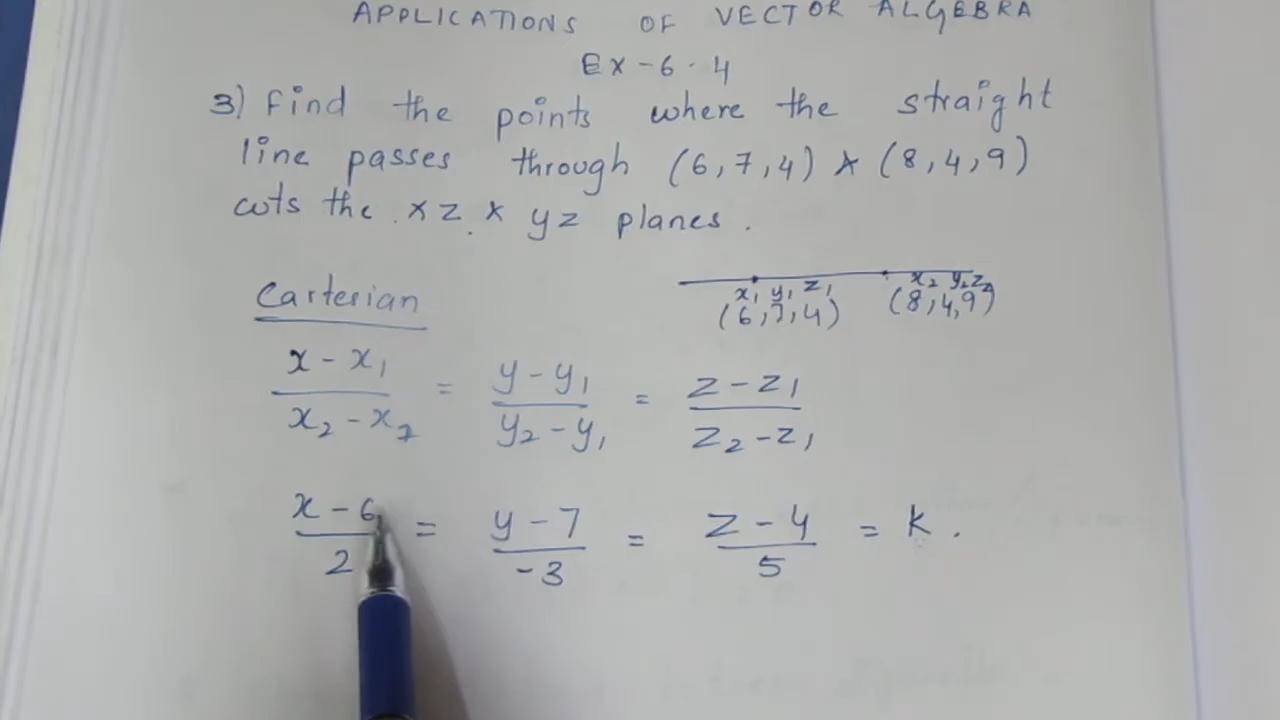 APPLICATIONS OF VECTOR ALGEBRA
EX-6.4
3) Find the points where the straight
line passes through (6,7,4) & (8,4,9)
cuts the xz & yz planes.
x₁ y₁ z₁ x₂ y₂ z₂
(6,7,4) (8,4,9)
Cartesian
x - x₁ / x₂ - x₁ = y - y₁ / y₂ - y₁ = z - z₁ / z₂ - z₁
x - 6 / 2 = y - 7 / -3 = z - 4 / 5 = k.